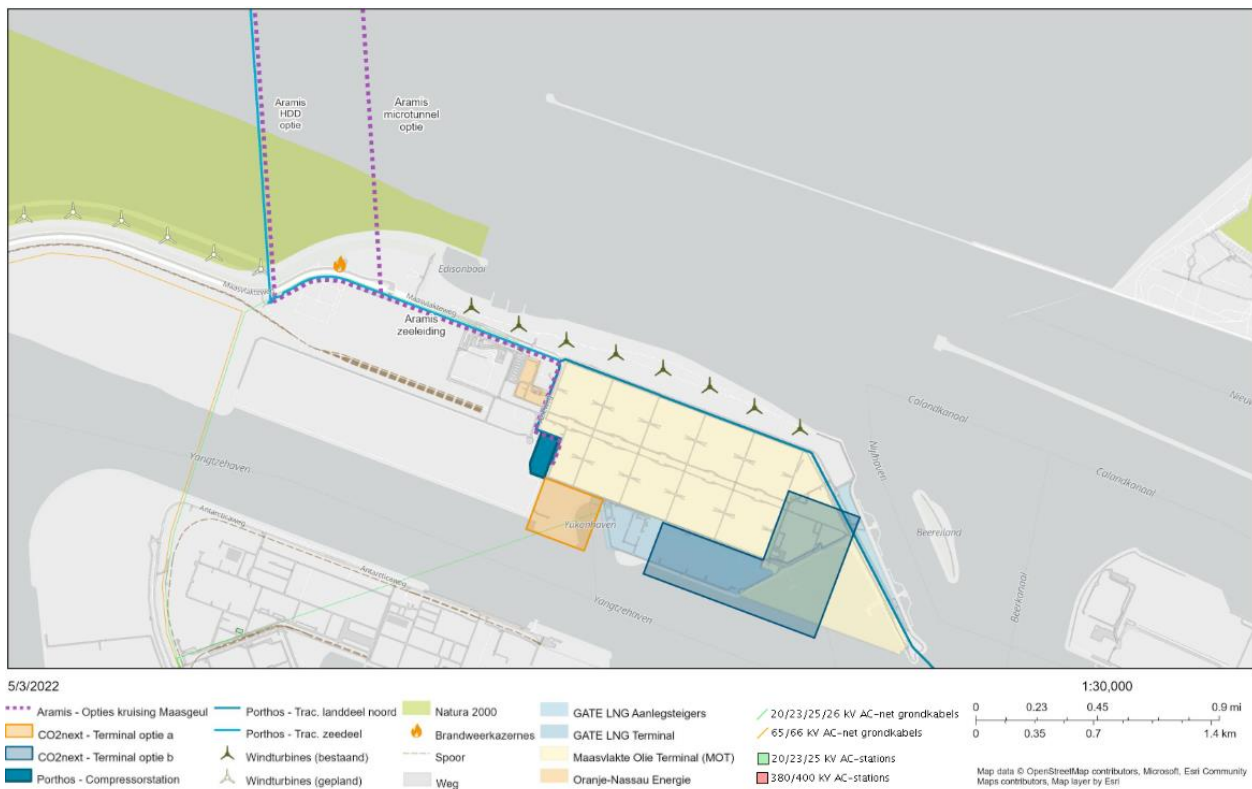 Aramis
HDD
optie
Aramis
microtunnel
optie
Edisonbaai
Maasvlakteweg
Maasvlakteweg
Aramis
zeeleiding
Calandkanaal
Calandkanaal
Nijlhaven
Yangtzehaven
Antarcticaweg
Yukonhaven
Beereiland
Antarcticaweg
Yangtzehaven
Beerkanaal
5/3/2022
1:30,000
Aramis - Opties kruising Maasgeul
CO2next - Terminal optie a
CO2next - Terminal optie b
Porthos - Compressorstation
Porthos - Trac. landdeel noord
Porthos - Trac. zeedeel
Windturbines (bestaand)
Windturbines (gepland)
Natura 2000
Brandweerkazernes
Spoor
Weg
GATE LNG Aanlegsteigers
GATE LNG Terminal
Maasvlakte Olie Terminal (MOT)
Oranje-Nassau Energie
20/23/25/26 kV AC-net grondkabels
65/66 kV AC-net grondkabels
20/23/25 kV AC-stations
380/400 kV AC-stations
0 0.23 0.45 0.9 mi
0 0.35 0.7 1.4 km
Map data © OpenStreetMap contributors, Microsoft, Esri Community
Maps contributors, Map layer by Esri